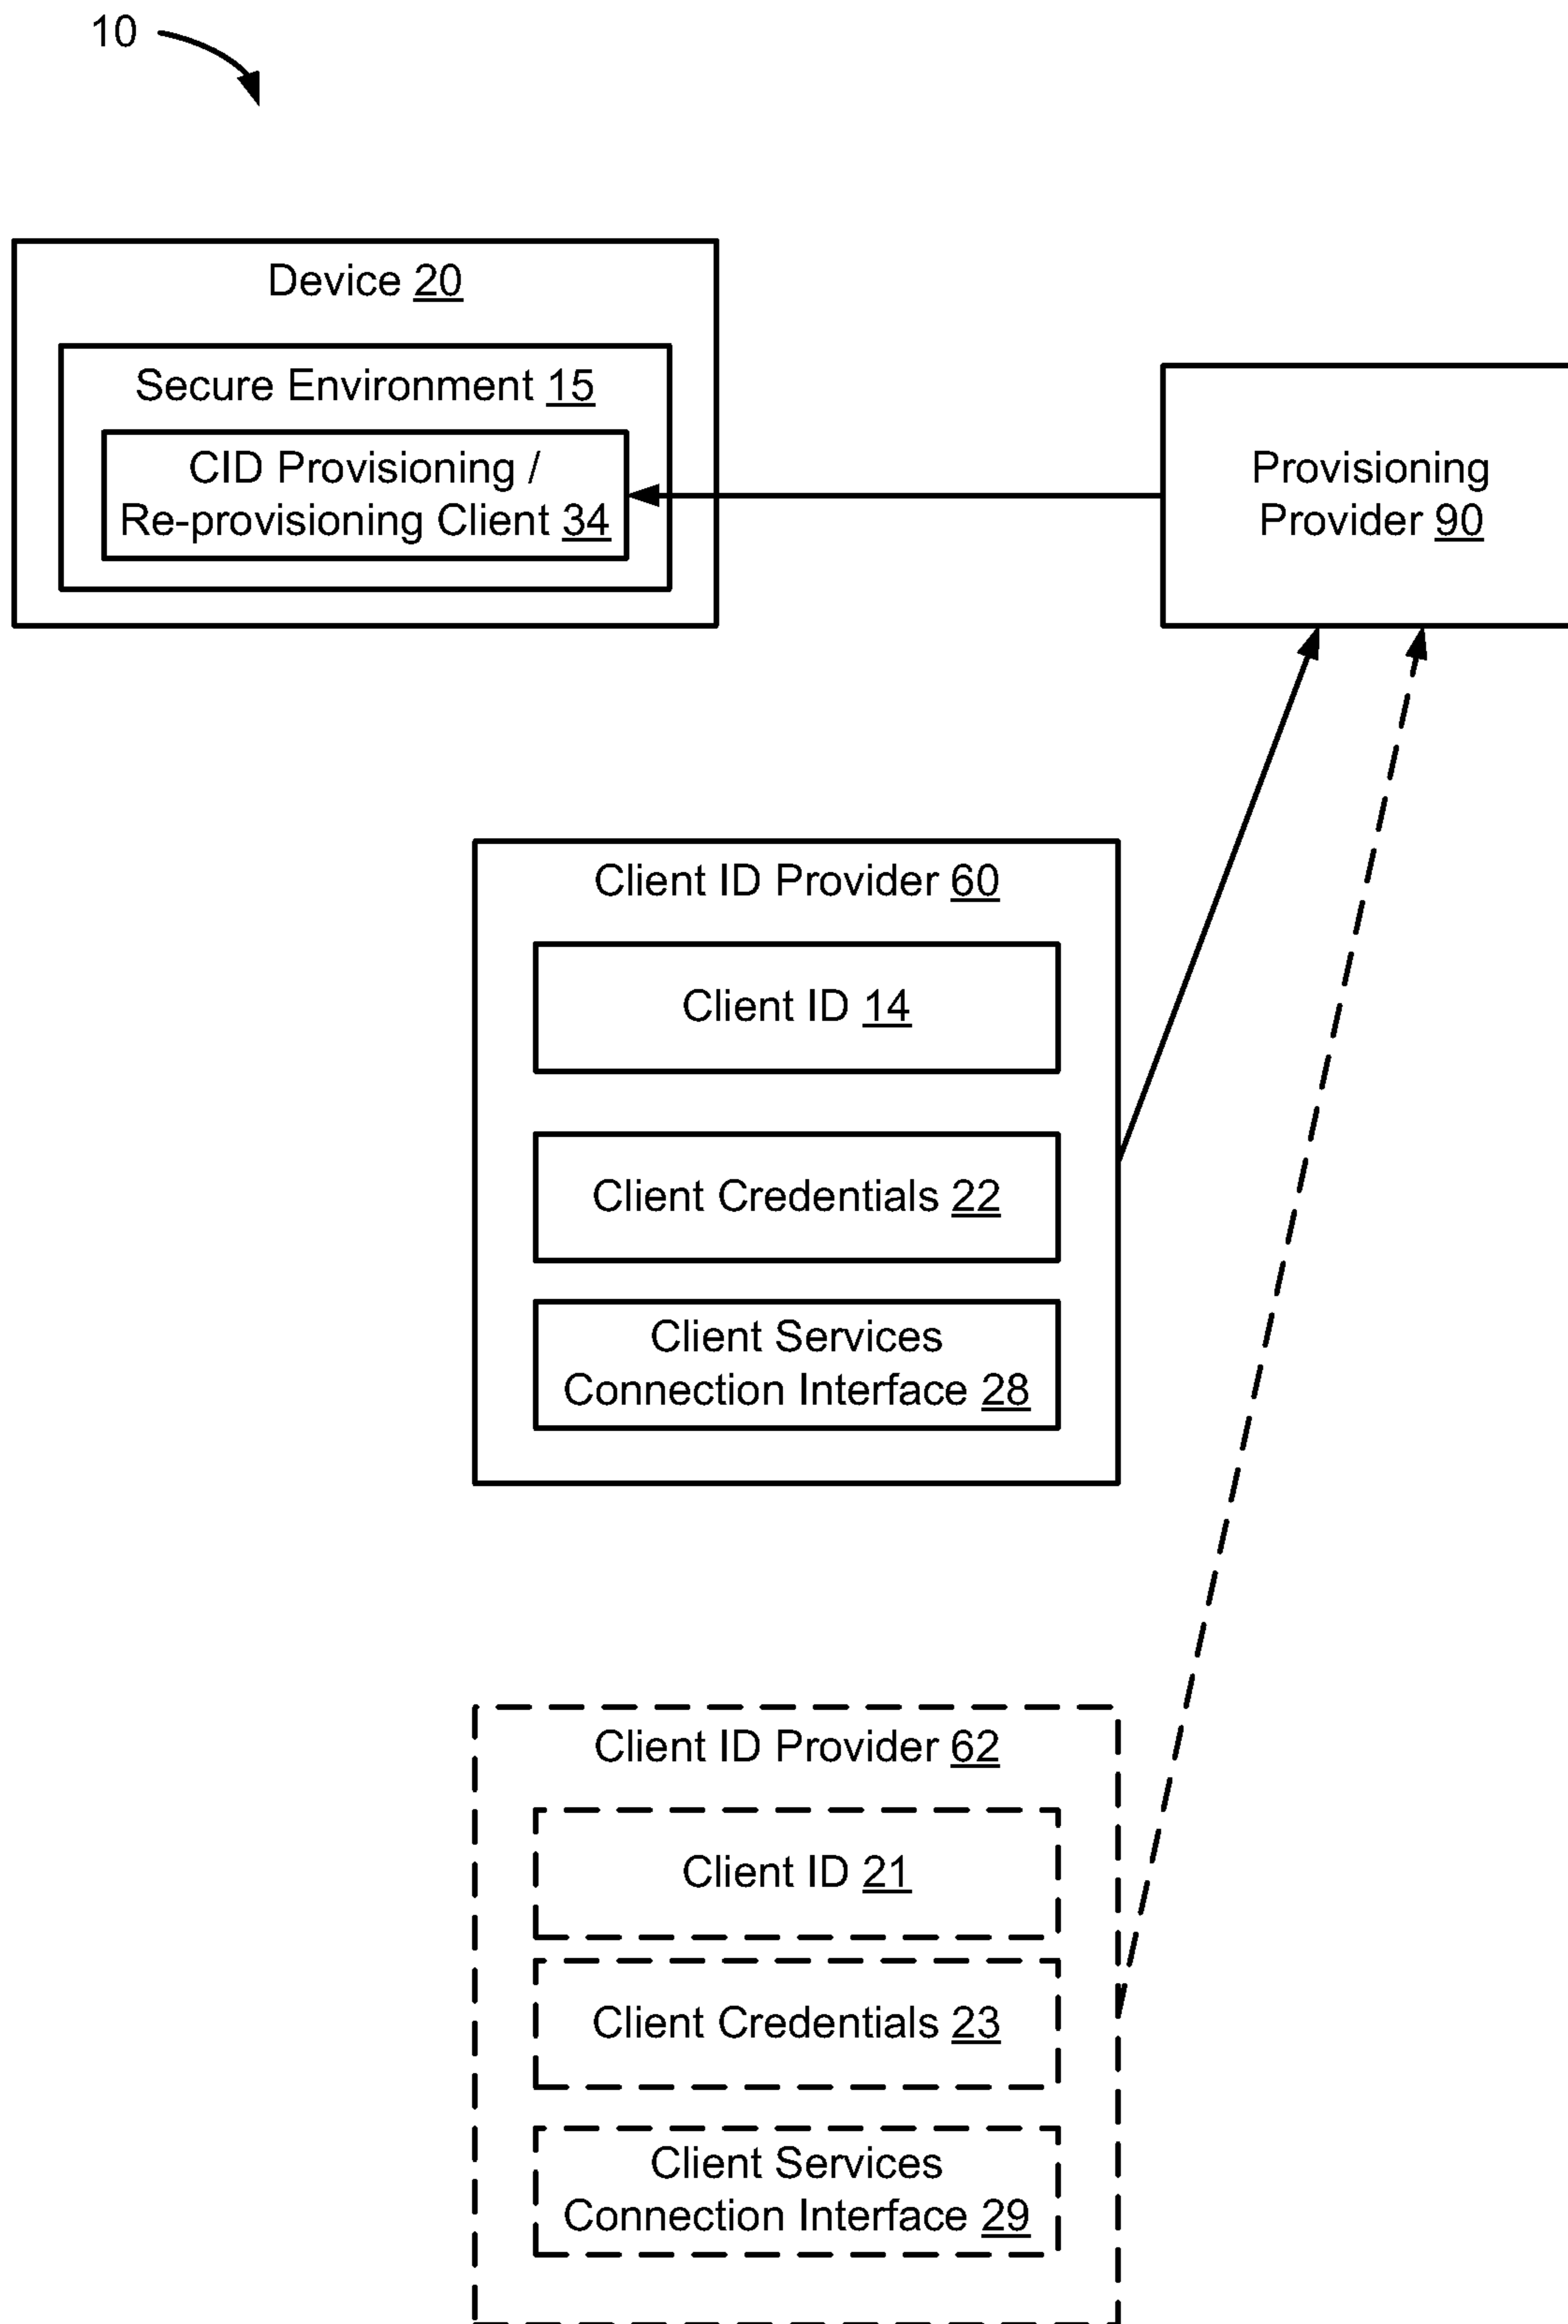 10
Device 20
Secure Environment 15
CID Provisioning /
Re-provisioning Client 34
Provisioning
Provider 90
Client ID Provider 60
Client ID 14
Client Credentials 22
Client Services
Connection Interface 28
Client ID Provider 62
Client ID 21
Client Credentials 23
Client Services
Connection Interface 29